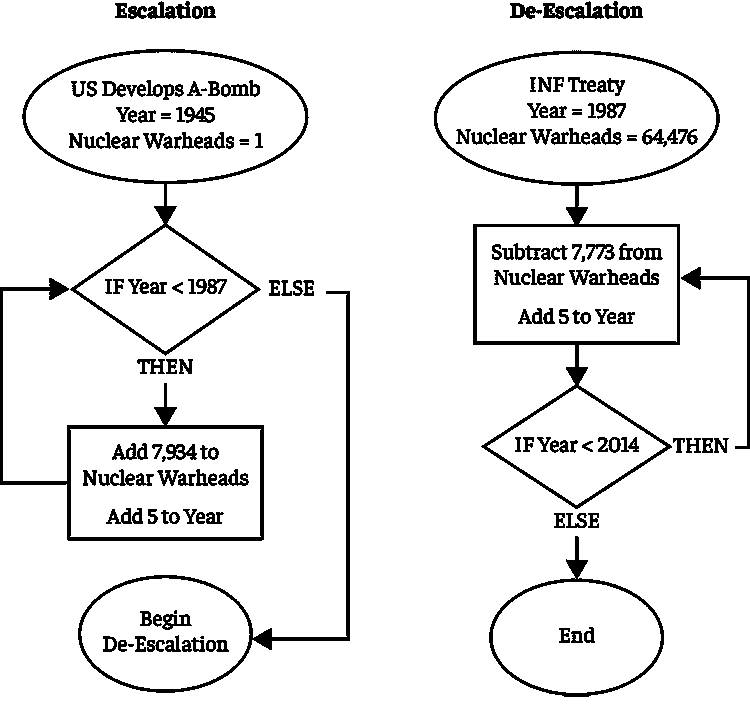 Escalation
US Develops A-Bomb
Year = 1945
Nuclear Warheads = 1
IF Year < 1987
ELSE
THEN
Add 7,934 to
Nuclear Warheads
Add 5 to Year
Begin
De-Escalation
De-Escalation
INF Treaty
Year = 1987
Nuclear Warheads = 64,476
Subtract 7,773 from
Nuclear Warheads
Add 5 to Year
IF Year < 2014
THEN
ELSE
End